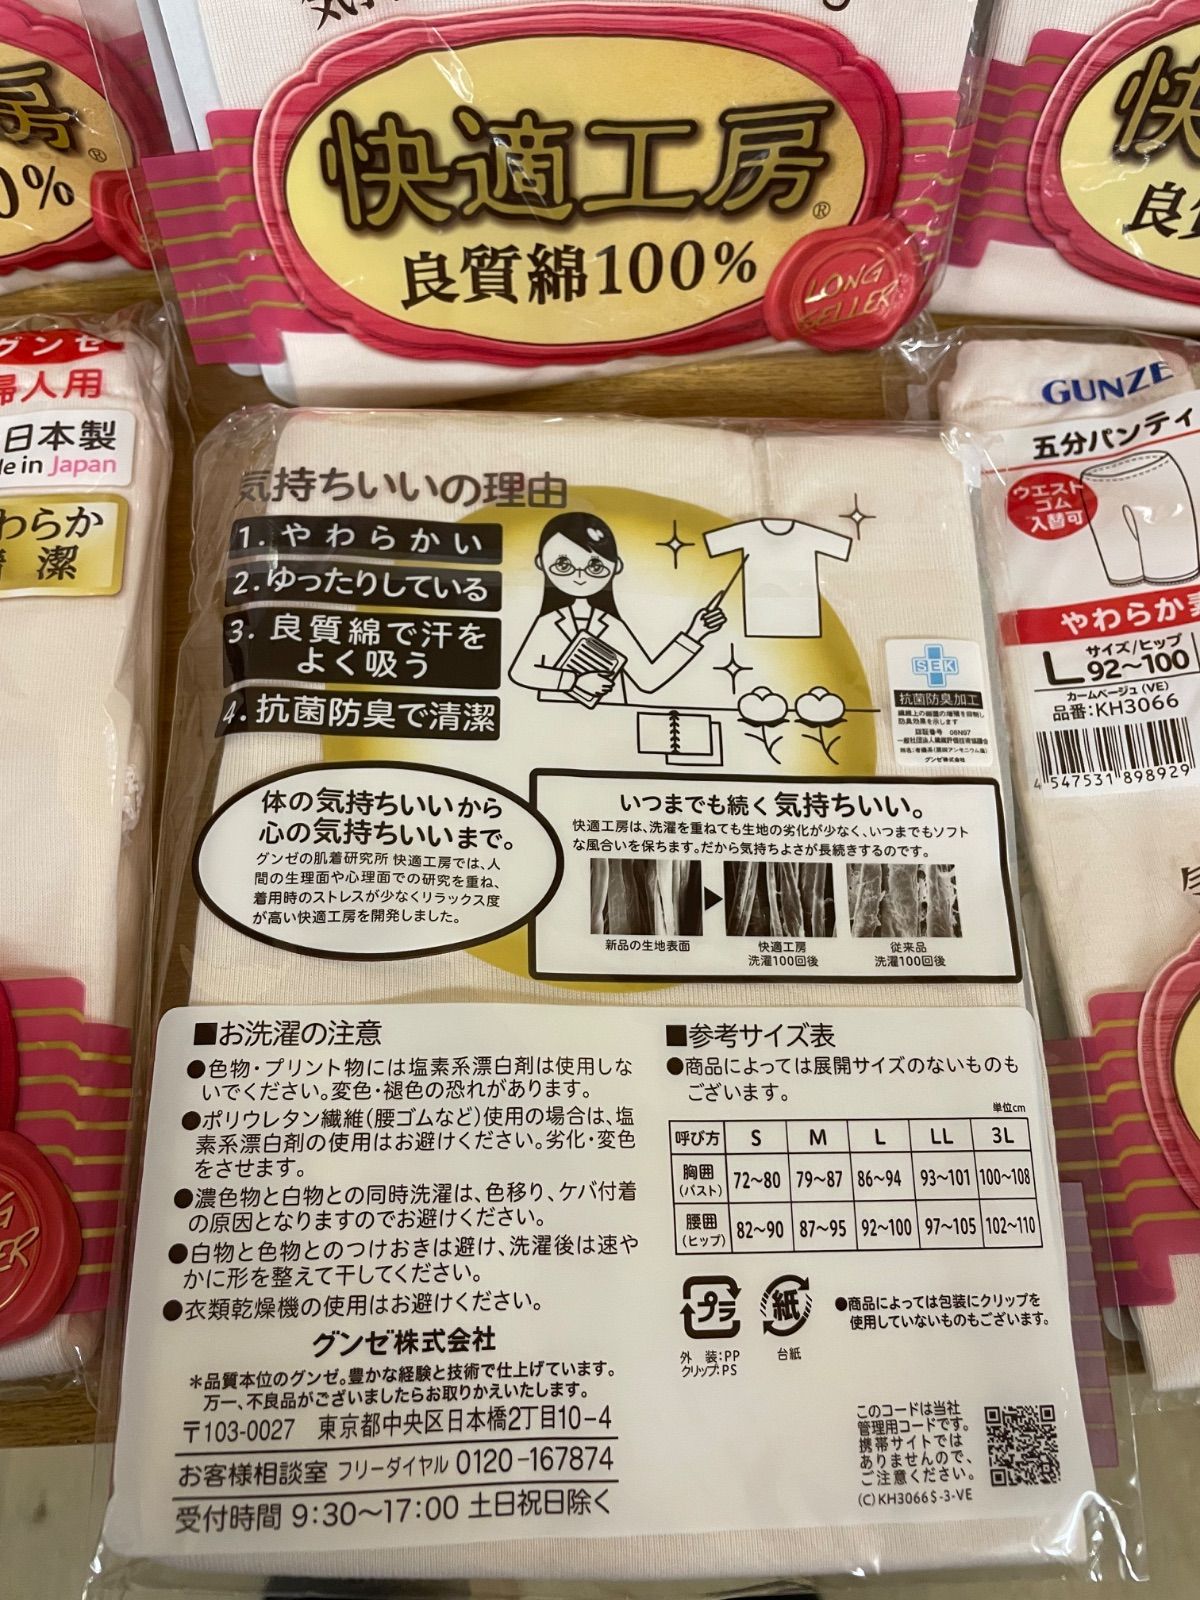 快適工房®
良質綿100%
LONG
SELLER
房®
0%
快
良
グンゼ
婦人用
日本製
in Japan
わらか
潔
気持ちいいの理由
1.やわらかい
2.ゆったりしている
3.良質綿で汗を
よく吸う
4.抗菌防臭で清潔
SEK
抗菌防臭加工
グンゼ株式会社
GUNZE
五分パンティ
ウエスト
ゴム
入替可
やわらか
サイズ/ヒップ
L 92～100
カームベージュ(VE)
品番:KH3066
4 547531 898929
体の気持ちいいから
心の気持ちいいまで。
グンゼの肌着研究所 快適工房では、人
間の生理面や心理面での研究を重ね、
着用時のストレスが少なくリラックス度
が高い快適工房を開発しました。
いつまでも続く気持ちいい。
快適工房は、洗濯を重ねても生地の劣化が少なく、いつまでもソフト
な風合いを保ちます。だから気持ちよさが長続きするのです。
新品の生地表面
快適工房
洗濯100回後
従来品
洗濯100回後
■お洗濯の注意
●色物・プリント物には塩素系漂白剤は使用しな
いでください。変色・褪色の恐れがあります。
●ポリウレタン繊維(腰ゴムなど)使用の場合は、塩
素系漂白剤の使用はお避けください。劣化・変色
をさせます。
●濃色物と白物との同時洗濯は、色移り、ケバ付着
の原因となりますのでお避けください。
●白物と色物とのつけおきは避け、洗濯後は速や
かに形を整えて干してください。
●衣類乾燥機の使用はお避けください。
グンゼ株式会社
*品質本位のグンゼ。豊かな経験と技術で仕上げています。
万一、不良品がございましたらお取りかえいたします。
〒103-0027 東京都中央区日本橋2丁目10-4
お客様相談室 フリーダイヤル 0120-167874
受付時間 9:30～17:00 土日祝日除く
■参考サイズ表
●商品によっては展開サイズのないものも
ございます。
単位cm
呼び方 S M L LL 3L
胸囲
(バスト) 72～80 79～87 86～94 93～101 100～108
腰囲
(ヒップ) 82～90 87～95 92～100 97～105 102～110
プラ
外 装:PP
クリップ:PS
紙
台紙
●商品によっては包装にクリップを
使用していないものもございます。
このコードは当社
管理用コードです。
携帯サイトでは
ありませんので、
ご注意ください。
(C)KH3066S-3-VE